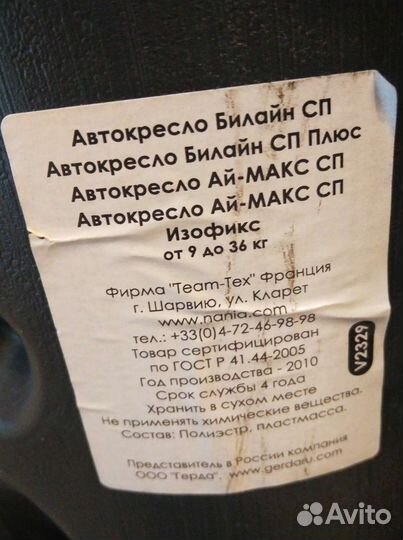 Автокресло Билайн СП
Автокресло Билайн СП Плюс
Автокресло Ай-МАКС СП
Автокресло Ай-МАКС СП
Изофикс
от 9 до 36 кг
Фирма "Team-Tex" Франция
г. Шарвию, ул. Кларет
www.nania.com
тел.: +33(0)4-72-46-98-98
Товар сертифицирован
по ГОСТ Р 41.44-2005
Год производства - 2010
Срок службы 4 года
Хранить в сухом месте
Не применять химические вещества.
Состав: Полиэстр, пластмасса.
V2329
Представитель в России компания
ООО "Герда". www.gerdaru.com
Avito